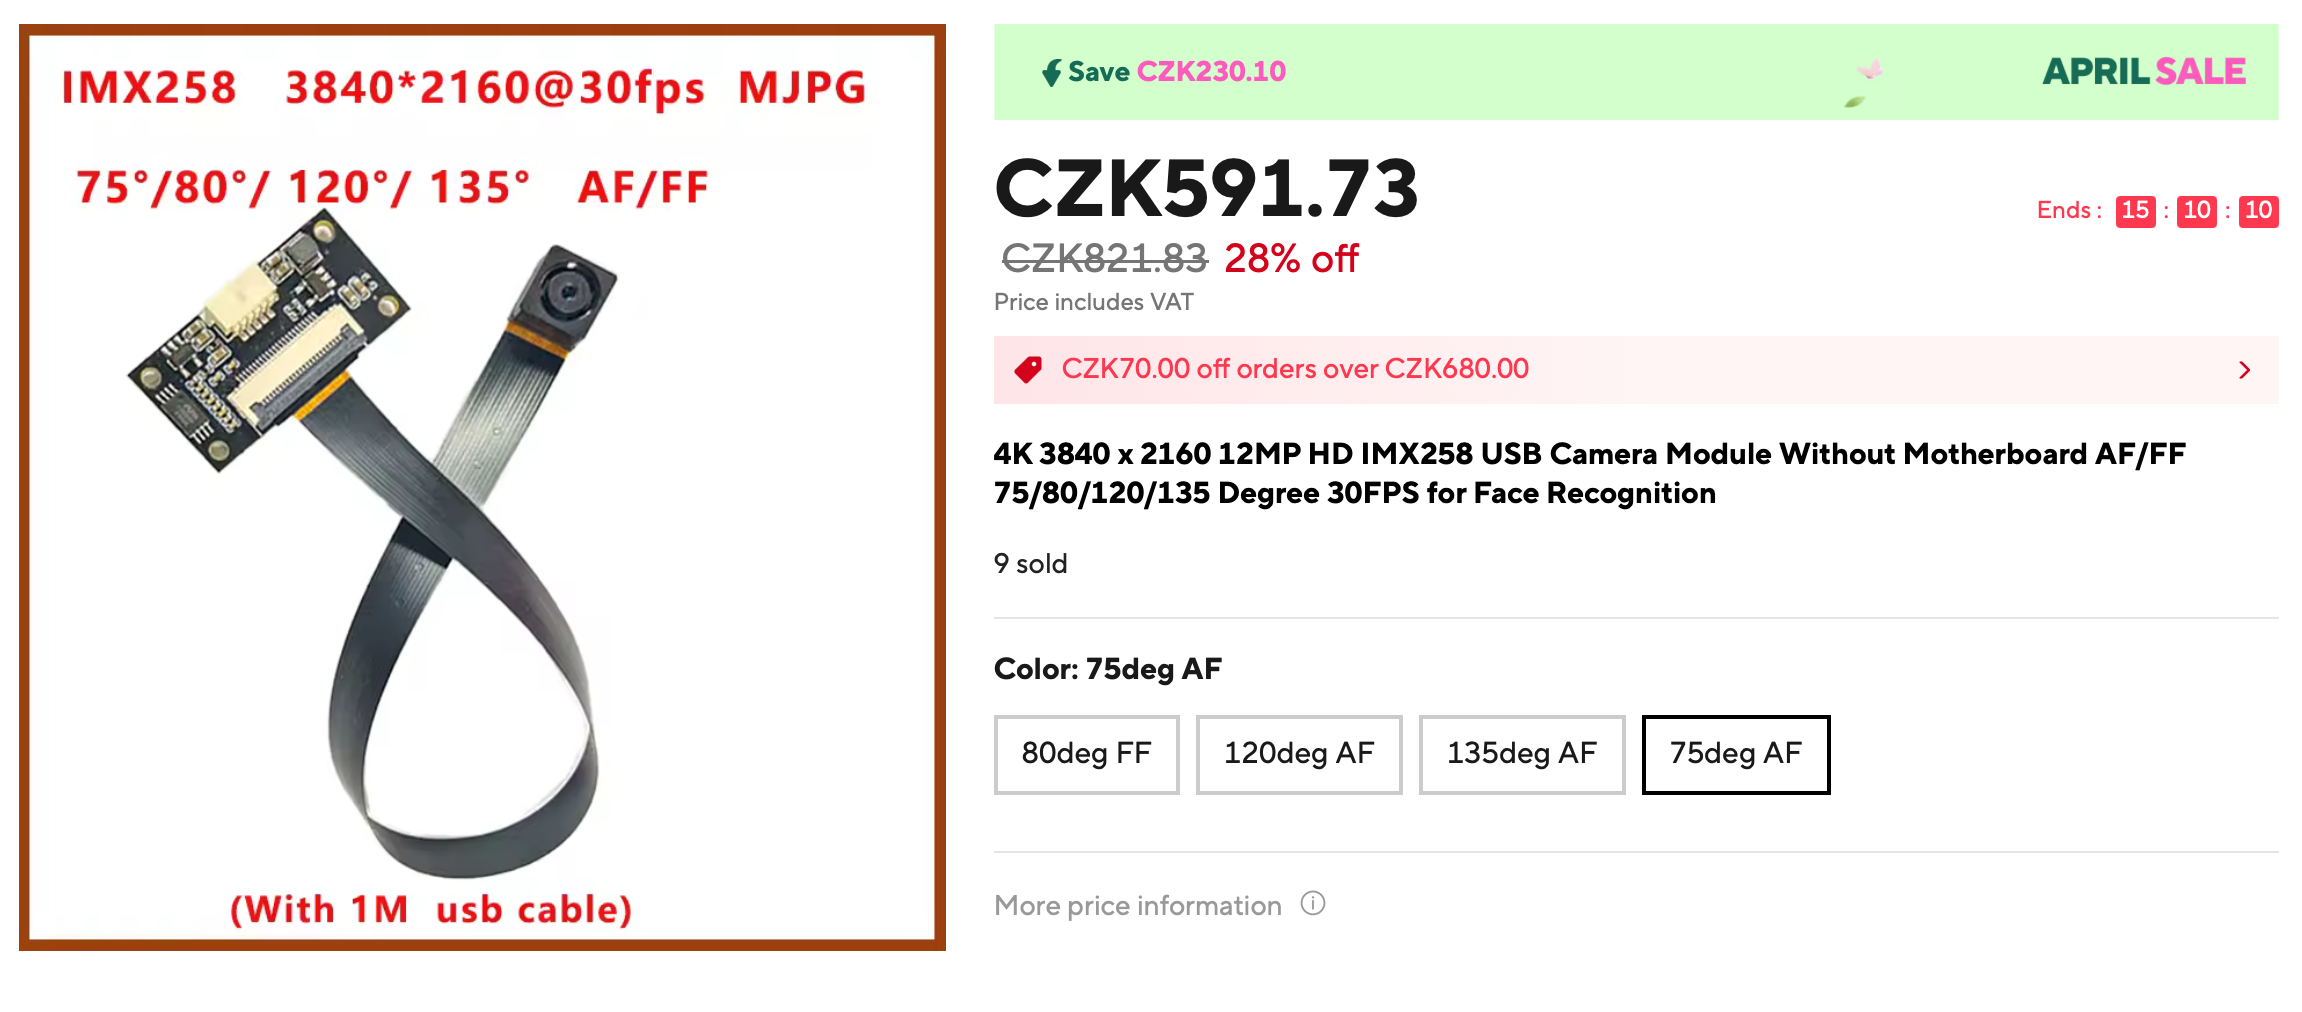 IMX258 3840*2160@30fps MJPG
75°/80°/ 120°/ 135° AF/FF
(With 1M usb cable)
Save CZK230.10
APRIL SALE
CZK591.73
Ends : 15 : 10 : 10
CZK821.83 28% off
Price includes VAT
CZK70.00 off orders over CZK680.00
4K 3840 x 2160 12MP HD IMX258 USB Camera Module Without Motherboard AF/FF
75/80/120/135 Degree 30FPS for Face Recognition
9 sold
Color: 75deg AF
80deg FF 120deg AF 135deg AF 75deg AF
More price information